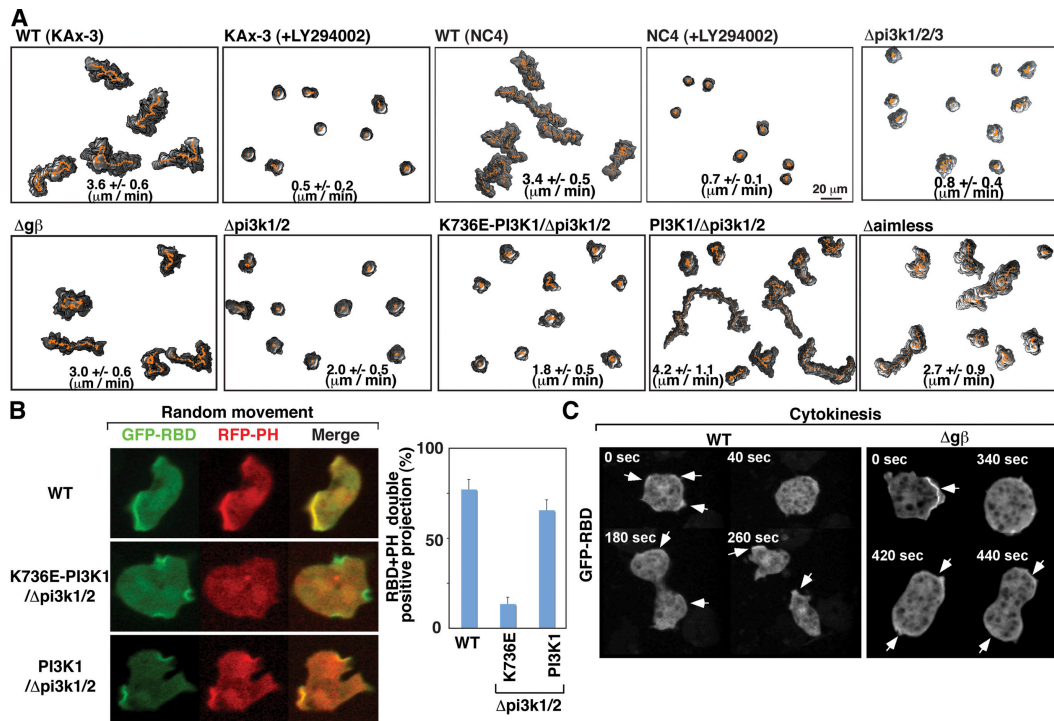 A
WT (KAx-3)
KAx-3 (+LY294002)
WT (NC4)
NC4 (+LY294002)
Δpi3k1/2/3
3.6 +/- 0.6
(μm / min)
0.5 +/- 0.2
(μm / min)
3.4 +/- 0.5
(μm / min)
0.7 +/- 0.1
(μm / min)
20 μm
0.8 +/- 0.4
(μm / min)
Δgβ
Δpi3k1/2
K736E-PI3K1/Δpi3k1/2
PI3K1/Δpi3k1/2
Δaimless
3.0 +/- 0.6
(μm / min)
2.0 +/- 0.5
(μm / min)
1.8 +/- 0.5
(μm / min)
4.2 +/- 1.1
(μm / min)
2.7 +/- 0.9
(μm / min)
B
Random movement
GFP-RBD
RFP-PH
Merge
WT
K736E-PI3K1
/Δpi3k1/2
PI3K1
/Δpi3k1/2
RBD+PH double
positive projection (%)
100
50
0
WT
K736E
PI3K1
Δpi3k1/2
C
Cytokinesis
WT
Δgβ
GFP-RBD
0 sec
40 sec
0 sec
340 sec
180 sec
260 sec
420 sec
440 sec